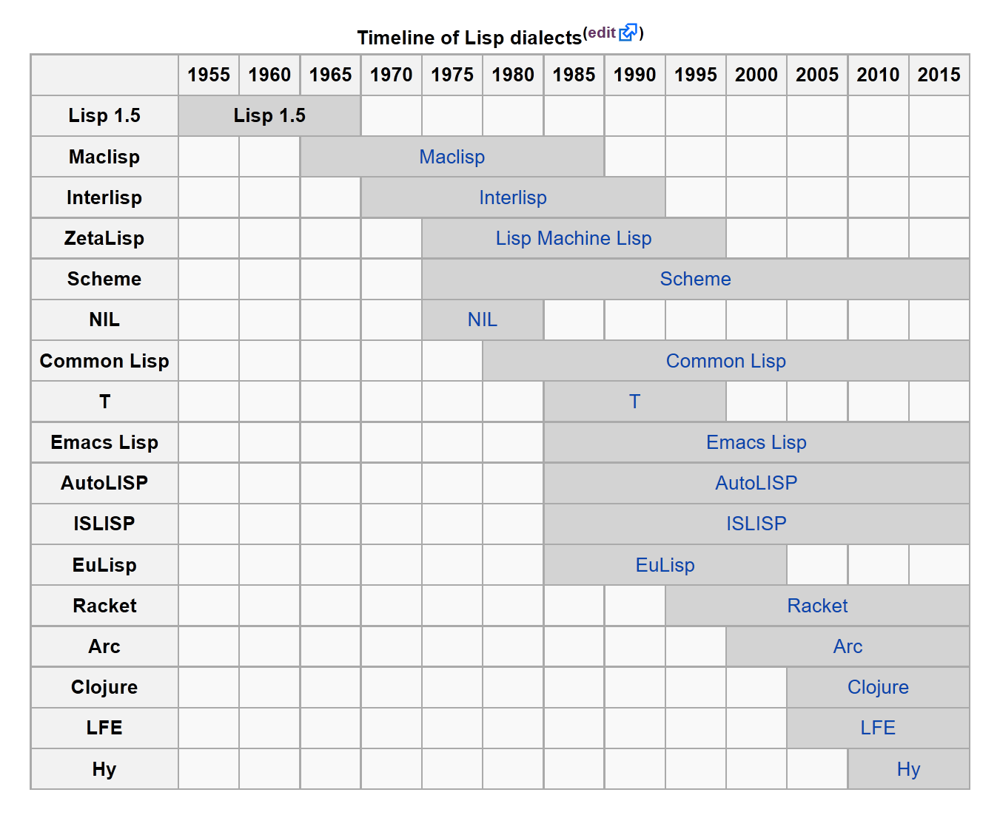 Timeline of Lisp dialects(edit)
1955 1960 1965 1970 1975 1980 1985 1990 1995 2000 2005 2010 2015
Lisp 1.5 Lisp 1.5
Maclisp Maclisp
Interlisp Interlisp
ZetaLisp Lisp Machine Lisp
Scheme Scheme
NIL NIL
Common Lisp Common Lisp
T T
Emacs Lisp Emacs Lisp
AutoLISP AutoLISP
ISLISP ISLISP
EuLisp EuLisp
Racket Racket
Arc Arc
Clojure Clojure
LFE LFE
Hy Hy